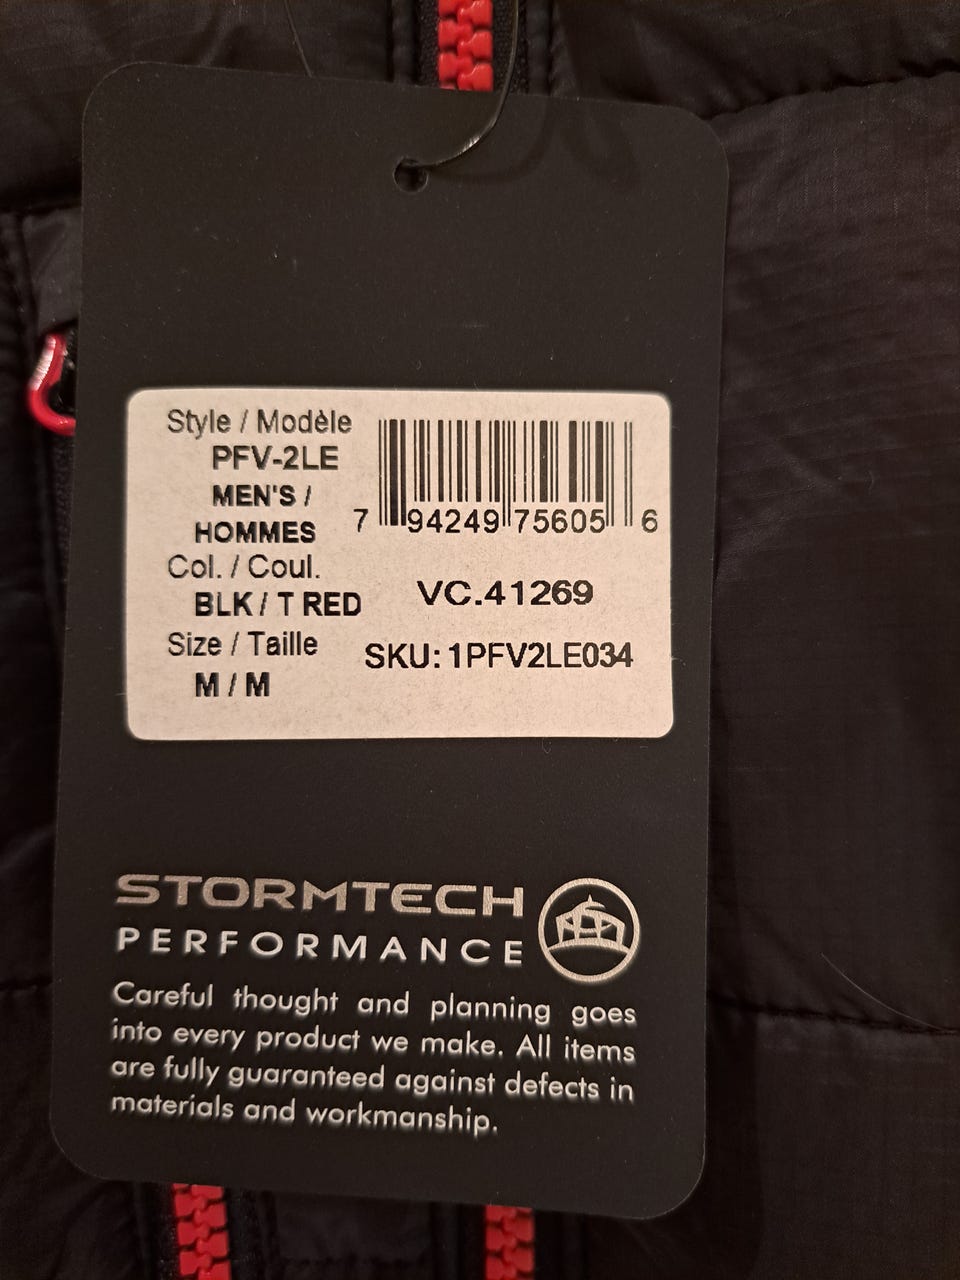 Style / Modèle
PFV-2LE
MEN'S /
HOMMES
Col. / Coul.
BLK / T RED
Size / Taille
M / M
7 94249 75605 6
VC.41269
SKU: 1PFV2LE034
STORMTECH
PERFORMANCE
Careful thought and planning goes
into every product we make. All items
are fully guaranteed against defects in
materials and workmanship.